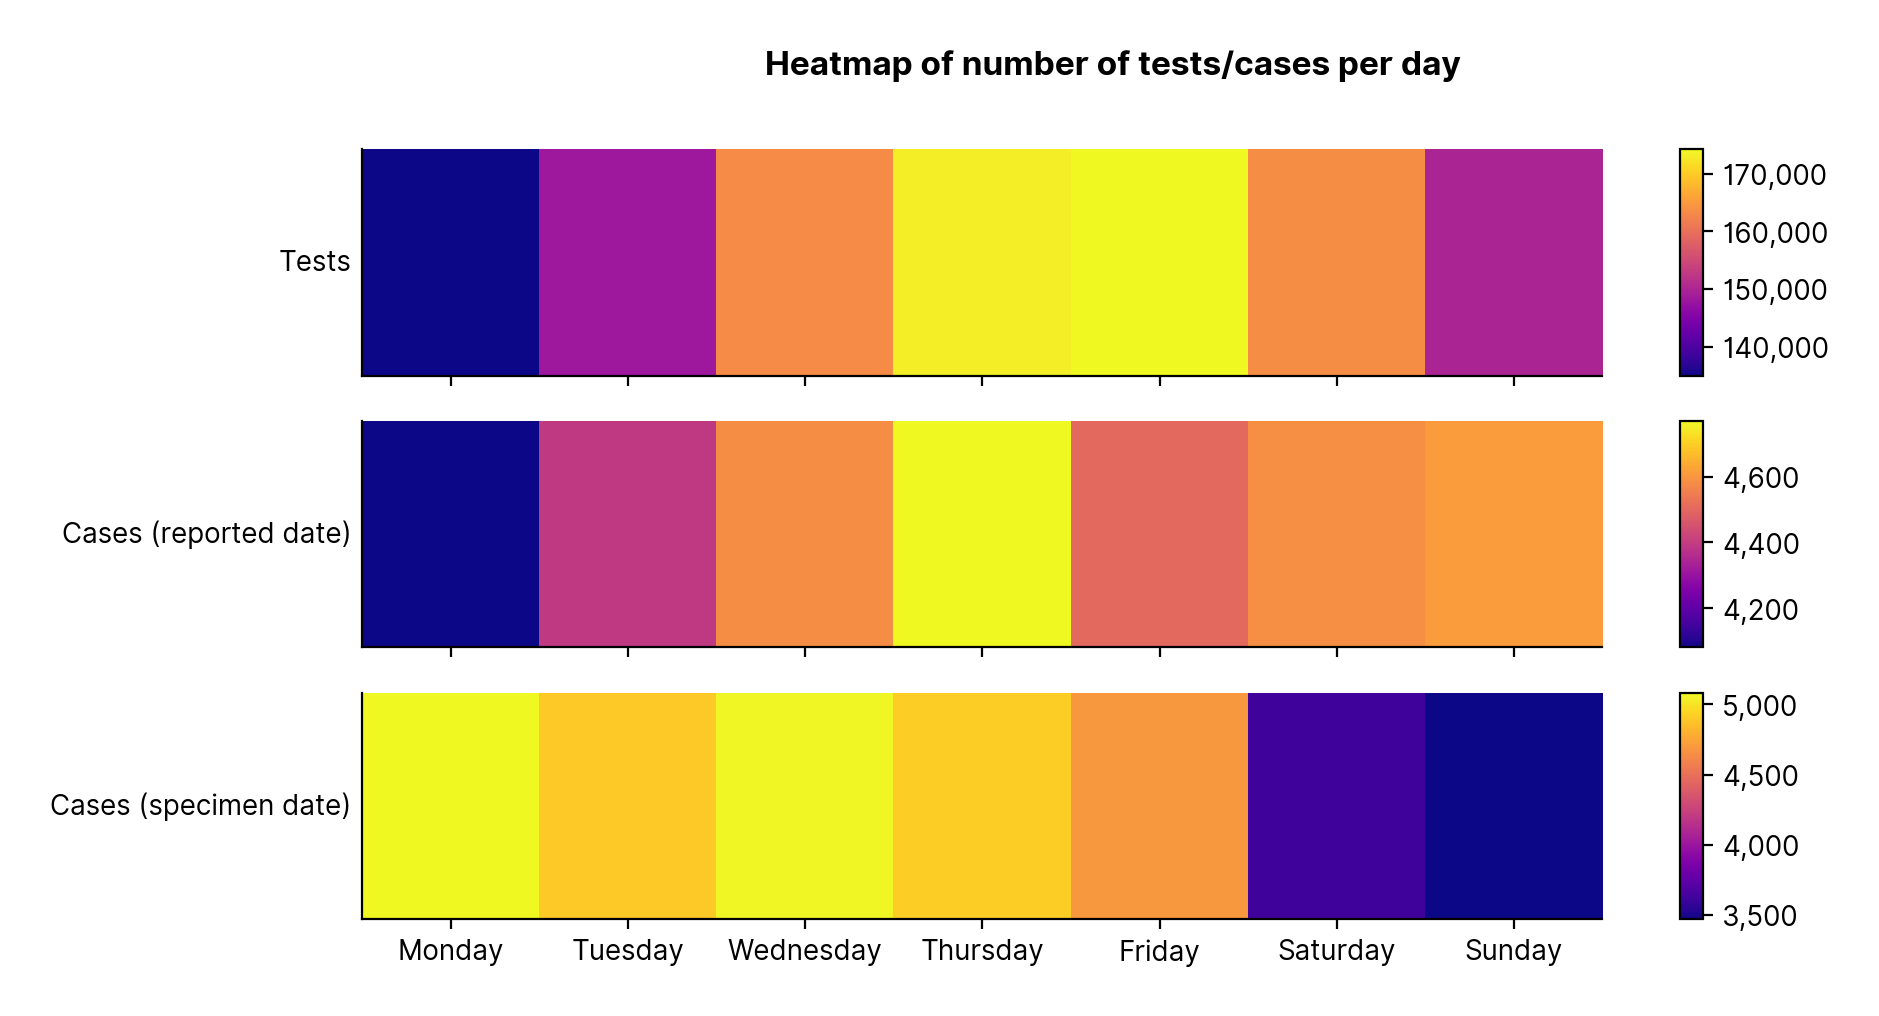 Heatmap of number of tests/cases per day
Tests
170,000
160,000
150,000
140,000
Cases (reported date)
4,600
4,400
4,200
Cases (specimen date)
5,000
4,500
4,000
3,500
Monday Tuesday Wednesday Thursday Friday Saturday Sunday